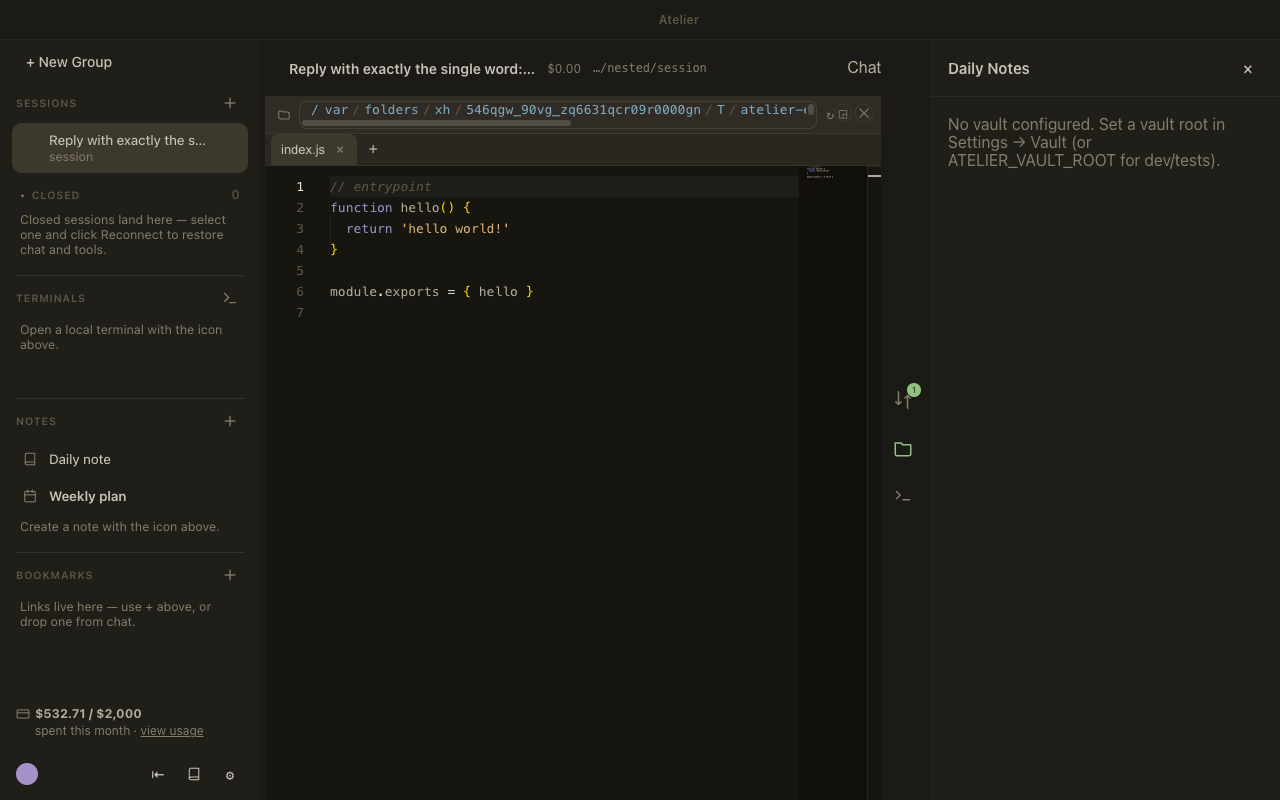 Atelier
+ New Group
SESSIONS
Reply with exactly the s...
session
CLOSED 0
Closed sessions land here — select
one and click Reconnect to restore
chat and tools.
TERMINALS
Open a local terminal with the icon
above.
NOTES
Daily note
Weekly plan
Create a note with the icon above.
BOOKMARKS
Links live here — use + above, or
drop one from chat.
$532.71 / $2,000
spent this month · view usage
Reply with exactly the single word:... $0.00 …/nested/session Chat
/ var / folders / xh / 546qgw_90vg_zq6631qcr09r0000gn / T / atelier-
index.js × +
1 // entrypoint
2 function hello() {
3 return 'hello world!'
4 }
5
6 module.exports = { hello }
7
1
Daily Notes ×
No vault configured. Set a vault root in
Settings → Vault (or
ATELIER_VAULT_ROOT for dev/tests).